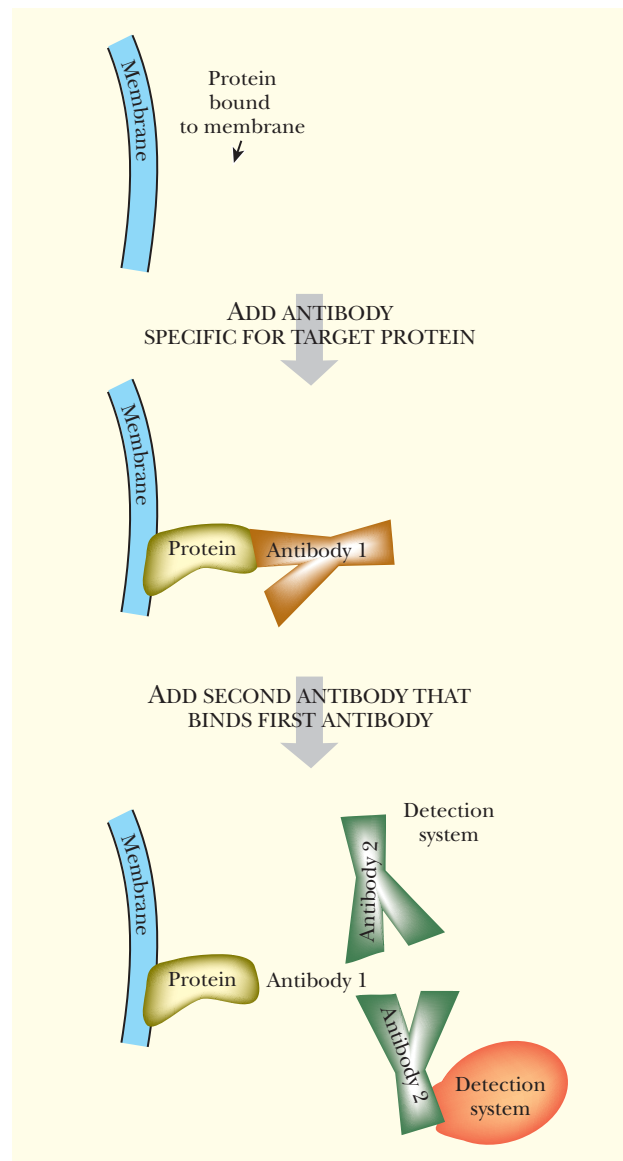 Membrane
Protein
bound
to membrane
ADD ANTIBODY
SPECIFIC FOR TARGET PROTEIN
Membrane
Protein
Antibody 1
ADD SECOND ANTIBODY THAT
BINDS FIRST ANTIBODY
Membrane
Detection
system
Antibody 2
Protein
Antibody 1
Antibody 2
Detection
system